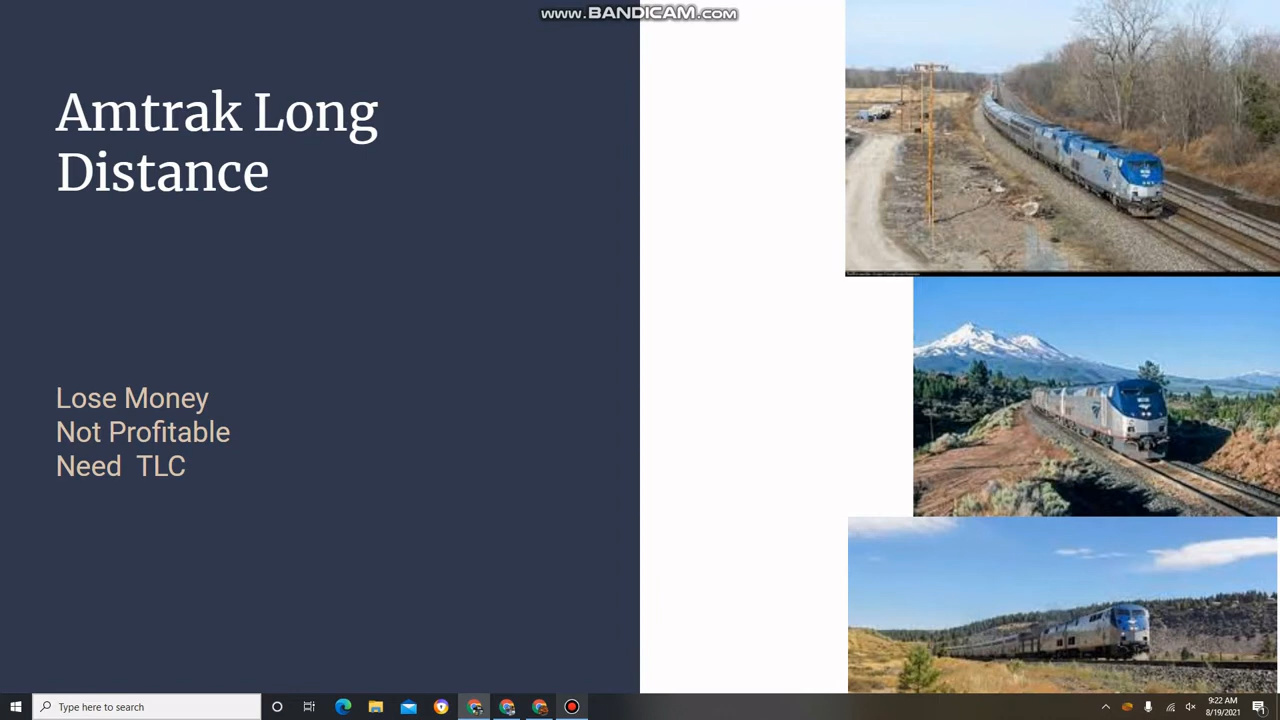 www.BANDICAM.com
Amtrak Long
Distance
Lose Money
Not Profitable
Need TLC
Type here to search
9:22 AM
8/19/2021
1